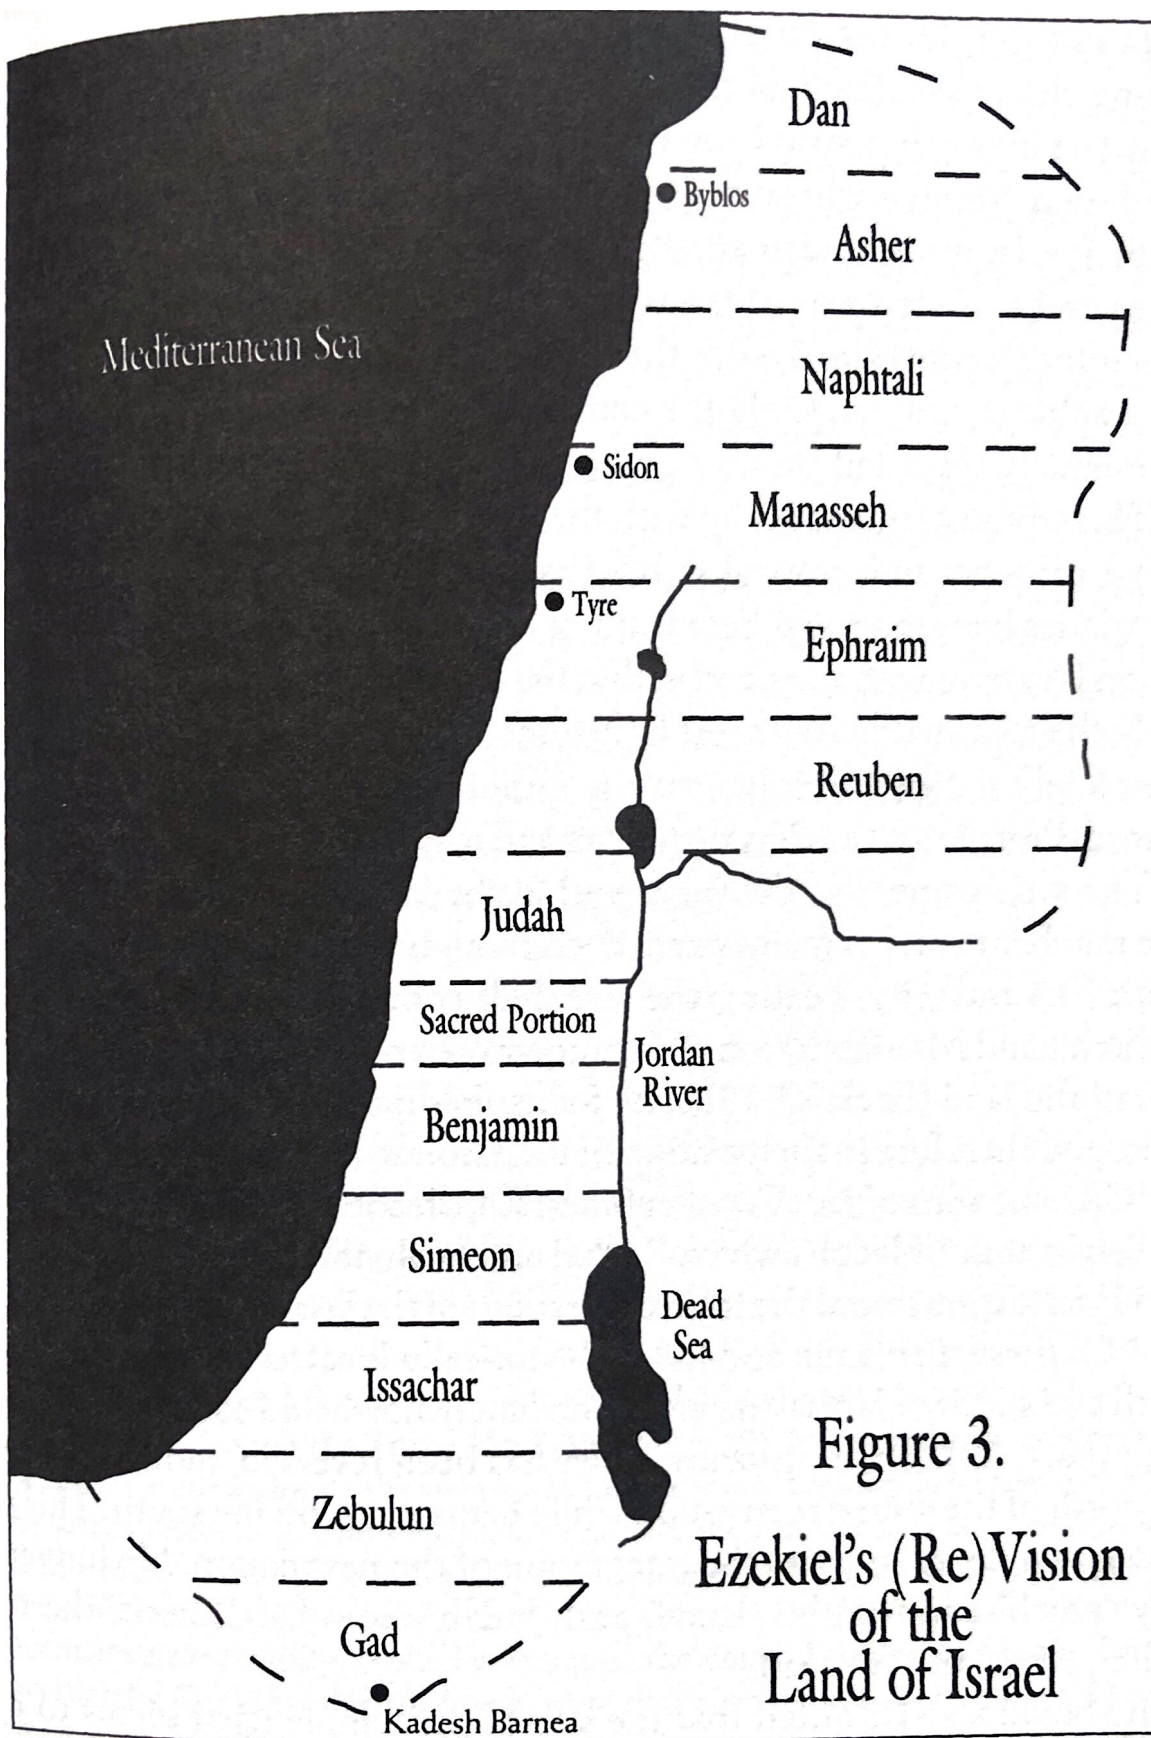 Dan
Byblos
Asher
Mediterranean Sea
Naphtali
Sidon
Manasseh
Tyre
Ephraim
Reuben
Judah
Sacred Portion
Jordan
River
Benjamin
Simeon
Dead
Sea
Issachar
Figure 3.
Zebulun
Ezekiel's (Re)Vision
of the
Land of Israel
Gad
Kadesh Barnea